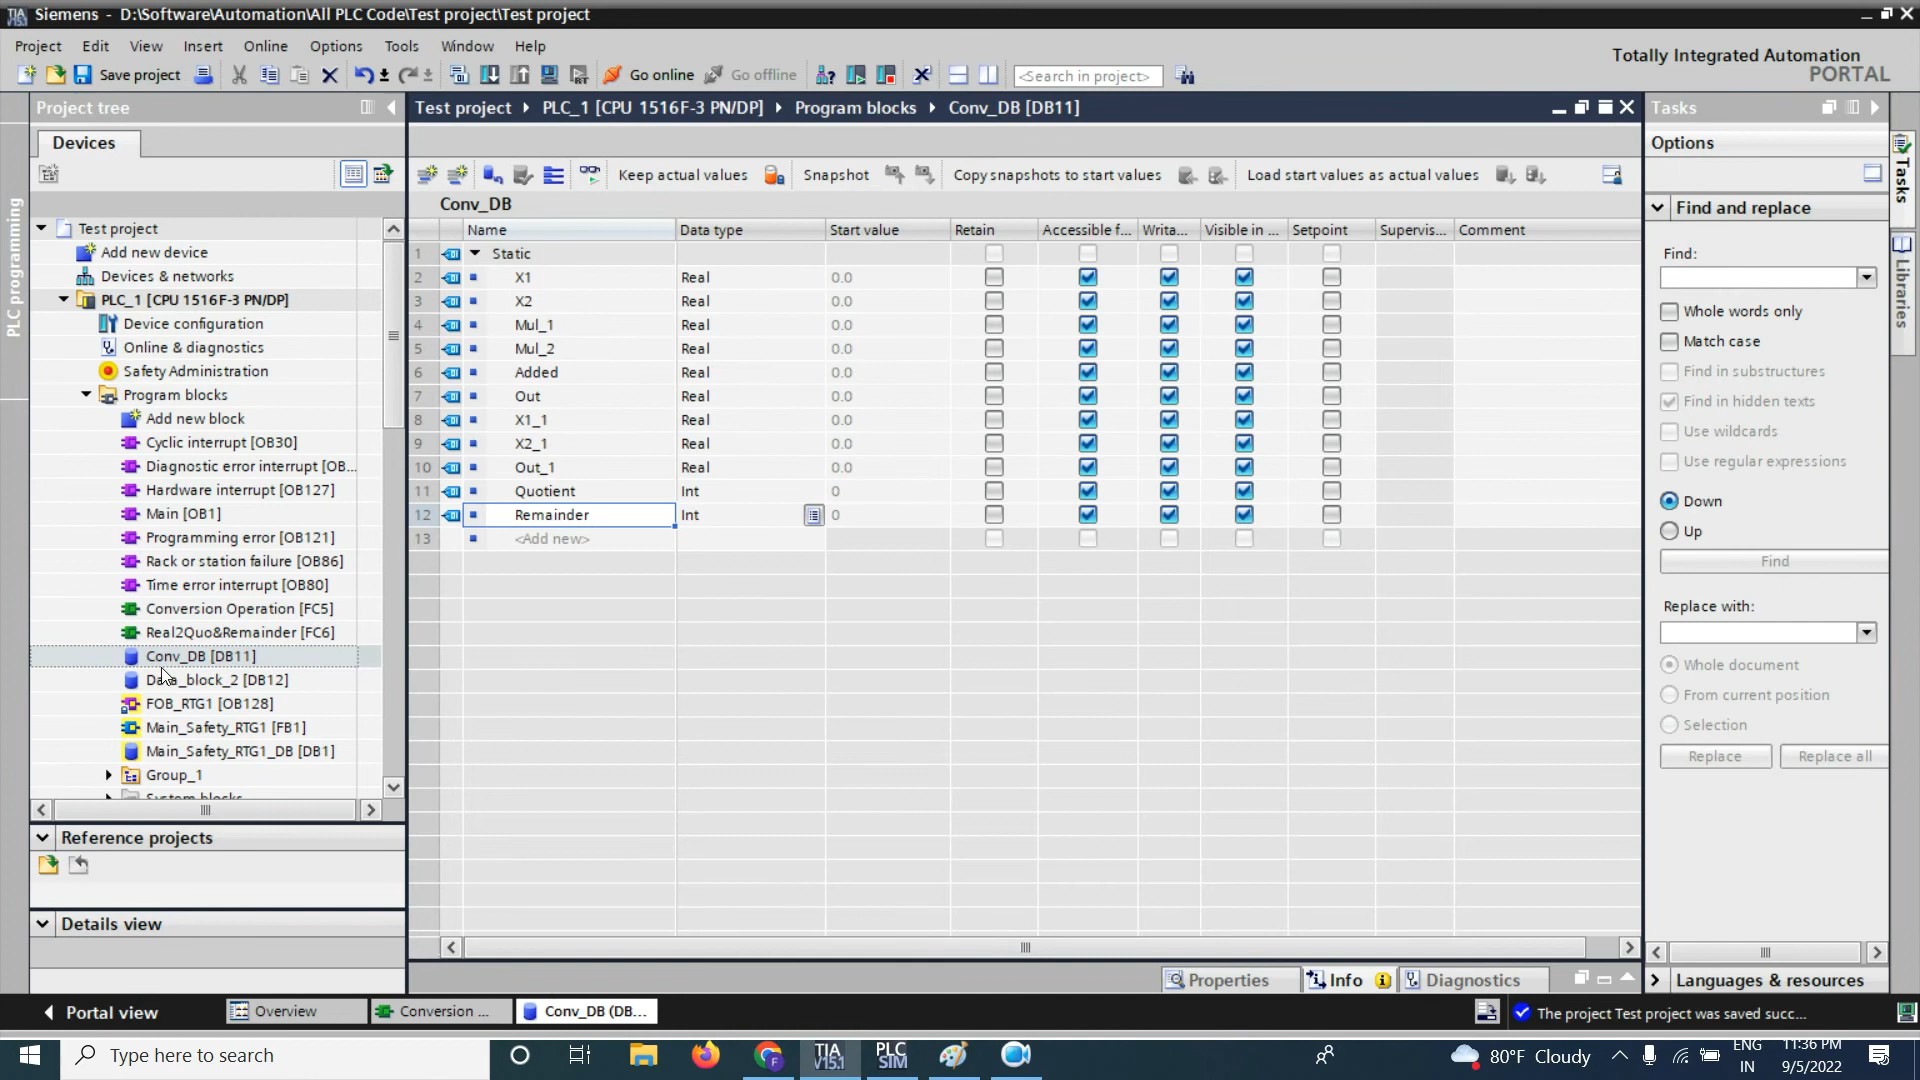 Siemens - D:\Software\Automation\All PLC Code\Test project\Test project
Project Edit View Insert Online Options Tools Window Help
Totally Integrated Automation
PORTAL
Save project Go online Go offline <Search in project>
Project tree
Test project PLC_1 [CPU 1516F-3 PN/DP] Program blocks Conv_DB [DB11]
Tasks
Devices
Options
Keep actual values Snapshot Copy snapshots to start values Load start values as actual values
PLC programming
Tasks
Libraries
Test project
Add new device
Devices & networks
PLC_1 [CPU 1516F-3 PN/DP]
Device configuration
Online & diagnostics
Safety Administration
Program blocks
Add new block
Cyclic interrupt [OB30]
Diagnostic error interrupt [OB...
Hardware interrupt [OB127]
Main [OB1]
Programming error [OB121]
Rack or station failure [OB86]
Time error interrupt [OB80]
Conversion Operation [FC5]
Real2Quo&Remainder [FC6]
Conv_DB [DB11]
Data_block_2 [DB12]
FOB_RTG1 [OB128]
Main_Safety_RTG1 [FB1]
Main_Safety_RTG1_DB [DB1]
Group_1
System blocks
Reference projects
Details view
Conv_DB
Name Data type Start value Retain Accessible f... Writa... Visible in ... Setpoint Supervis... Comment
1 Static
2 X1 Real 0.0
3 X2 Real 0.0
4 Mul_1 Real 0.0
5 Mul_2 Real 0.0
6 Added Real 0.0
7 Out Real 0.0
8 X1_1 Real 0.0
9 X2_1 Real 0.0
10 Out_1 Real 0.0
11 Quotient Int 0
12 Remainder Int 0
13 <Add new>
Find and replace
Find:
Whole words only
Match case
Find in substructures
Find in hidden texts
Use wildcards
Use regular expressions
Down
Up
Find
Replace with:
Whole document
From current position
Selection
Replace Replace all
Languages & resources
Properties Info Diagnostics
Portal view Overview Conversion ... Conv_DB (DB... The project Test project was saved succ...
Type here to search
TIA V15.1
PLC SIM
80°F Cloudy
ENG
IN
11:36 PM
9/5/2022